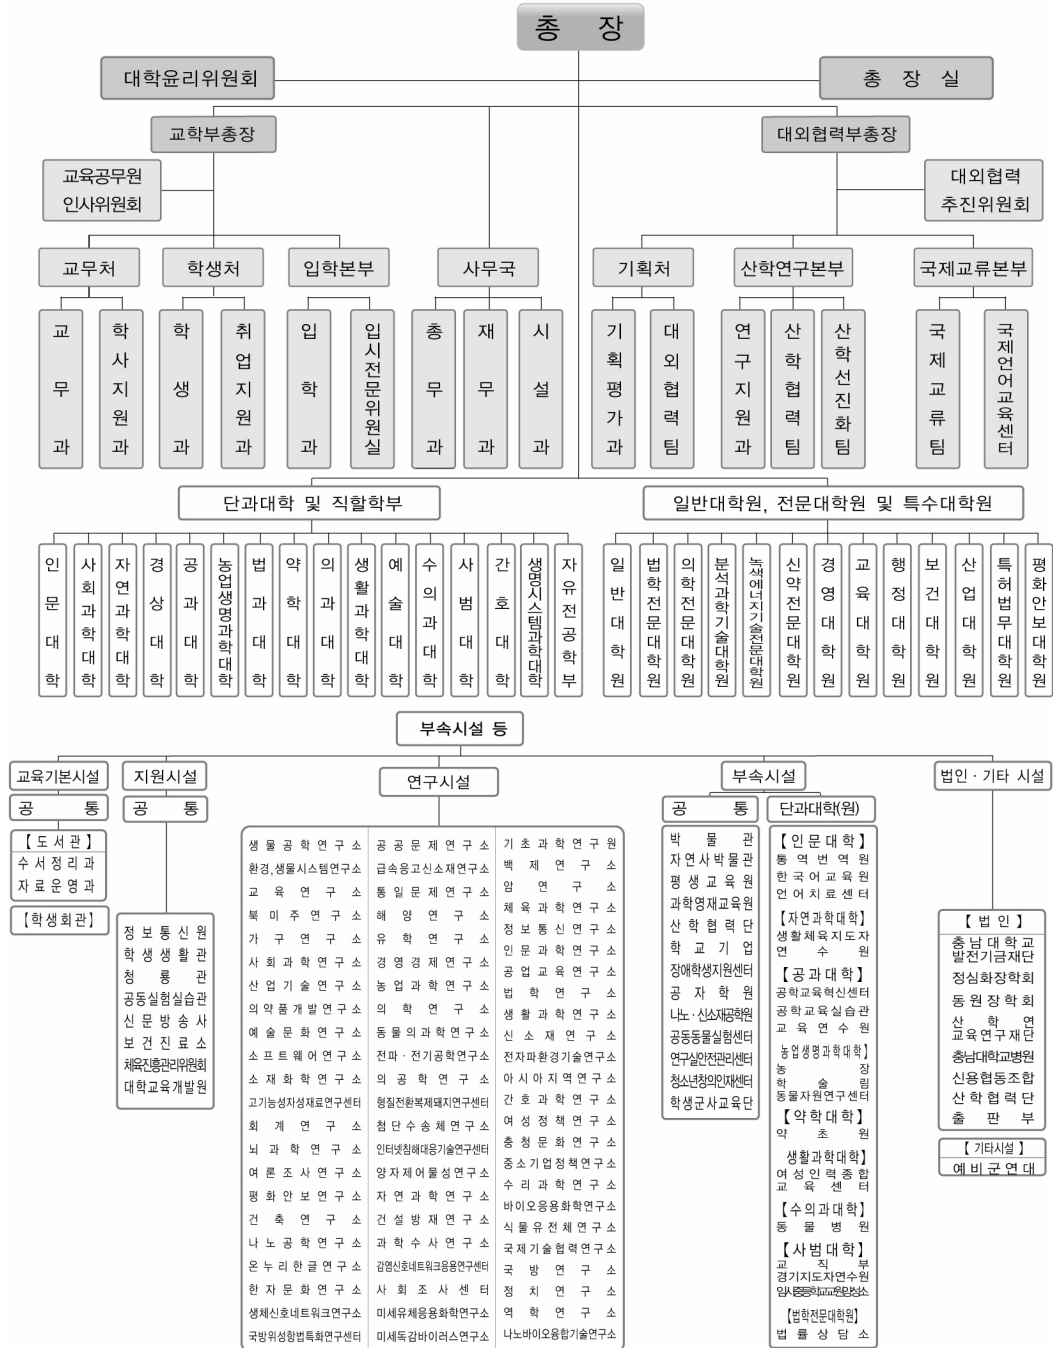 총 장
대학윤리위원회
총 장 실
교학부총장
대외협력부총장
교육공무원
인사위원회
대외협력
추진위원회
교무처
학생처
입학본부
사무국
기획처
산학연구본부
국제교류본부
교무과
학사지원과
학생과
취업지원과
입학과
입시전문위원실
총무과
재무과
시설과
기획평가과
대외협력팀
연구지원과
산학협력팀
산학선진화팀
국제교류팀
국제언어교육센터
단과대학 및 직할학부
일반대학원, 전문대학원 및 특수대학원
인문대학
사회과학대학
자연과학대학
경상대학
공과대학
농업생명과학대학
법과대학
약학대학
의과대학
생활과학대학
예술대학
수의과대학
사범대학
간호대학
생명시스템과학대학
자유전공학부
일반대학원
법학전문대학원
의학전문대학원
분석과학기술대학원
녹색에너지기술전문대학원
신약전문대학원
경영대학원
교육대학원
행정대학원
보건대학원
산업대학원
특허법무대학원
평화안보대학원
부속시설 등
교육기본시설
공 통
【도서관】
수서정리과
자료운영과
【학생회관】
지원시설
공 통
정보통신원
학생생활관
청룡관
공동실험실습관
신문방송사
보건진료소
체육진흥관리위원회
대학교육개발원
연구시설
생물공학연구소
환경.생물시스템연구소
교육연구소
북미주연구소
가구연구소
사회과학연구소
산업기술연구소
의약품개발연구소
예술문화연구소
소프트웨어연구소
소재화학연구소
고기능성자성재료연구센터
회계연구소
뇌과학연구소
여론조사연구소
평화안보연구소
건축연구소
나노공학연구소
온누리한글연구소
한자문화연구소
생체신호네트워크연구소
국방위성항법특화연구센터
공공문제연구소
급속응고신소재연구소
통일문제연구소
해양연구소
유학연구소
경영경제연구소
농업과학연구소
의학연구소
동물의과학연구소
전파·전기공학연구소
의공학연구소
형질전환복제돼지연구센터
첨단수송체연구소
인터넷침해대응기술연구센터
양자제어물성연구소
자연과학연구소
건설방재연구소
과학수사연구소
감염신호네트워크응용연구센터
사회조사센터
미세유체응용화학연구소
미세독감바이러스연구소
기초과학연구원
백제연구소
암연구소
체육과학연구소
정보통신연구소
인문과학연구소
공업교육연구소
법학연구소
생활과학연구소
신소재연구소
전자파환경기술연구소
아시아지역연구소
간호과학연구소
여성정책연구소
충청문화연구소
중소기업정책연구소
수리과학연구소
바이오응용화학연구소
식물유전체연구소
국제기술협력연구소
국방연구소
정치연구소
역학연구소
나노바이오융합기술연구소
부속시설
공 통
박물관
자연사박물관
평생교육원
과학영재교육원
산학협력단
학교기업
장애학생지원센터
공자학원
나노·신소재공학원
공동동물실험센터
연구실안전관리센터
청소년창의인재센터
학생군사교육단
단과대학(원)
【인문대학】
통역번역원
한국어교육원
언어치료센터
【자연과학대학】
생활체육지도자
연수원
【공과대학】
공학교육혁신센터
공학교육실습관
교육연수원
농업생명과학대학】
농장
학술림
동물자원연구센터
【약학대학】
약초원
생활과학대학】
여성인력종합
교육센터
【수의과대학】
동물병원
【사범대학】
교직부
경기지도자연수원
【법학전문대학원】
법률상담소
법인·기타 시설
【법인】
충남대학교
발전기금재단
정심화장학회
동원장학회
산학연
교육연구재단
충남대학교병원
신용협동조합
산학협력단
출판부
【기타시설】
예비군연대